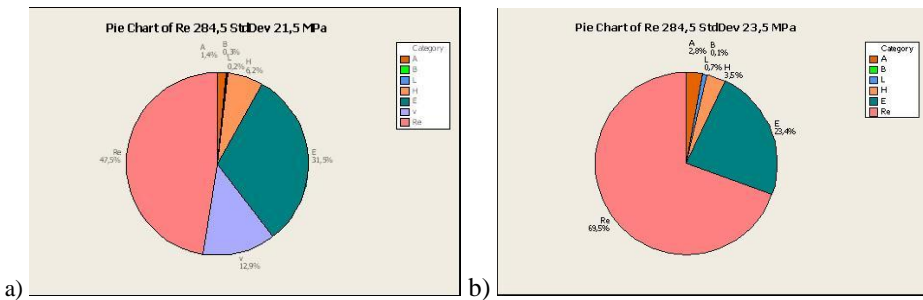 Pie Chart of Re 284,5 StdDev 21,5 MPa
A
1,4%
B
0,3%
L
0,2%
H
6,2%
E
31,5%
v
12,9%
Re
47,5%
Category
A
B
L
H
E
v
Re
a)
Pie Chart of Re 284,5 StdDev 23,5 MPa
A
2,8%
B
0,1%
L
0,7%
H
3,5%
E
23,4%
Re
69,5%
Category
A
B
L
H
E
Re
b)